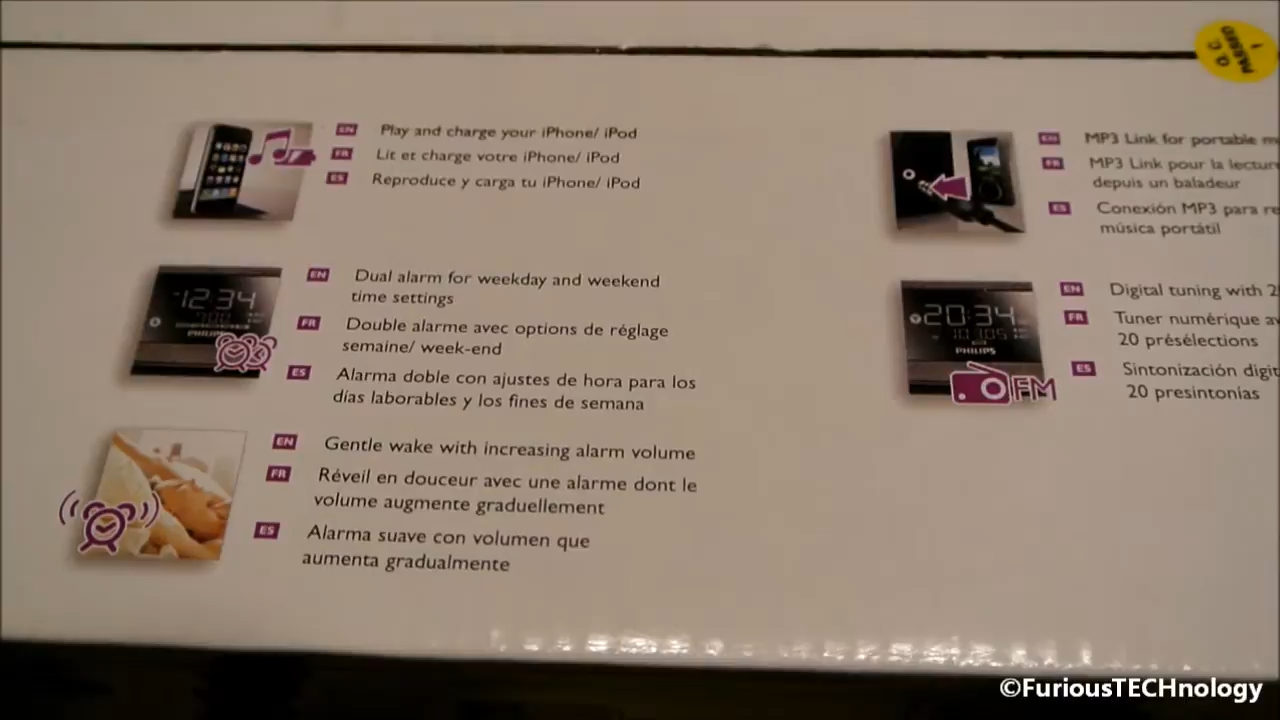 Q.C.
PASSED
1
EN Play and charge your iPhone/ iPod
FR Lit et charge votre iPhone/ iPod
ES Reproduce y carga tu iPhone/ iPod
12:34
PHILIPS
EN Dual alarm for weekday and weekend
time settings
FR Double alarme avec options de réglage
semaine/ week-end
ES Alarma doble con ajustes de hora para los
días laborables y los fines de semana
EN Gentle wake with increasing alarm volume
FR Réveil en douceur avec une alarme dont le
volume augmente graduellement
ES Alarma suave con volumen que
aumenta gradualmente
EN MP3 Link for portable
FR MP3 Link pour la lecture
depuis un baladeur
ES Conexión MP3 para
música portátil
20:34
PHILIPS
FM
EN Digital tuning with
FR Tuner numérique
20 présélections
ES Sintonización
20 presintonías
©FuriousTECHnology